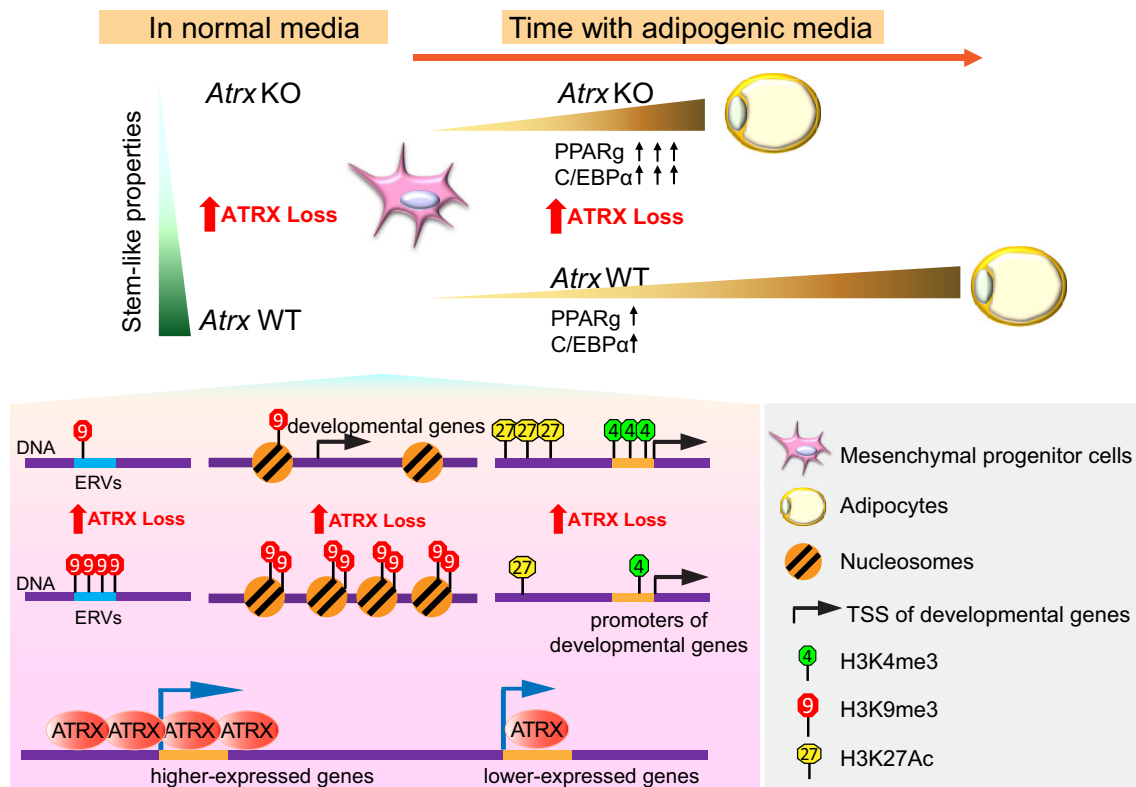 In normal media
Time with adipogenic media
Stem-like properties
Atrx KO
ATRX Loss
Atrx WT
Atrx KO
PPARg
C/EBPα
ATRX Loss
Atrx WT
PPARg
C/EBPα
DNA
9
ERVs
9
developmental genes
27 27 27
4 4 4
ATRX Loss
ATRX Loss
ATRX Loss
DNA
9 9 9 9
ERVs
9 9 9 9 9 9 9 9
27
4
promoters of
developmental genes
ATRX ATRX ATRX ATRX
higher-expressed genes
ATRX
lower-expressed genes
Mesenchymal progenitor cells
Adipocytes
Nucleosomes
TSS of developmental genes
4 H3K4me3
9 H3K9me3
27 H3K27Ac